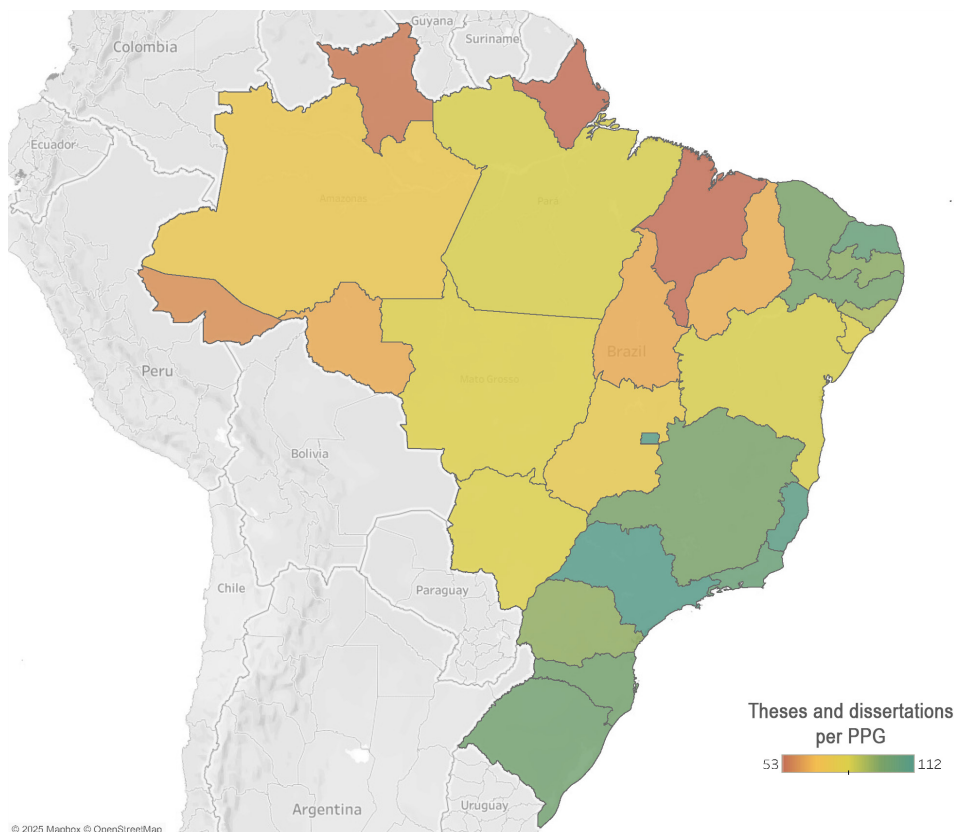 Guyana
Colombia
Suriname
Ecuador
Amazonas
Pará
Peru
Brazil
Mato Grosso
Bolivia
Chile
Paraguay
Theses and dissertations
per PPG
53
112
Argentina
Uruguay
© 2025 Mapbox © OpenStreetMap